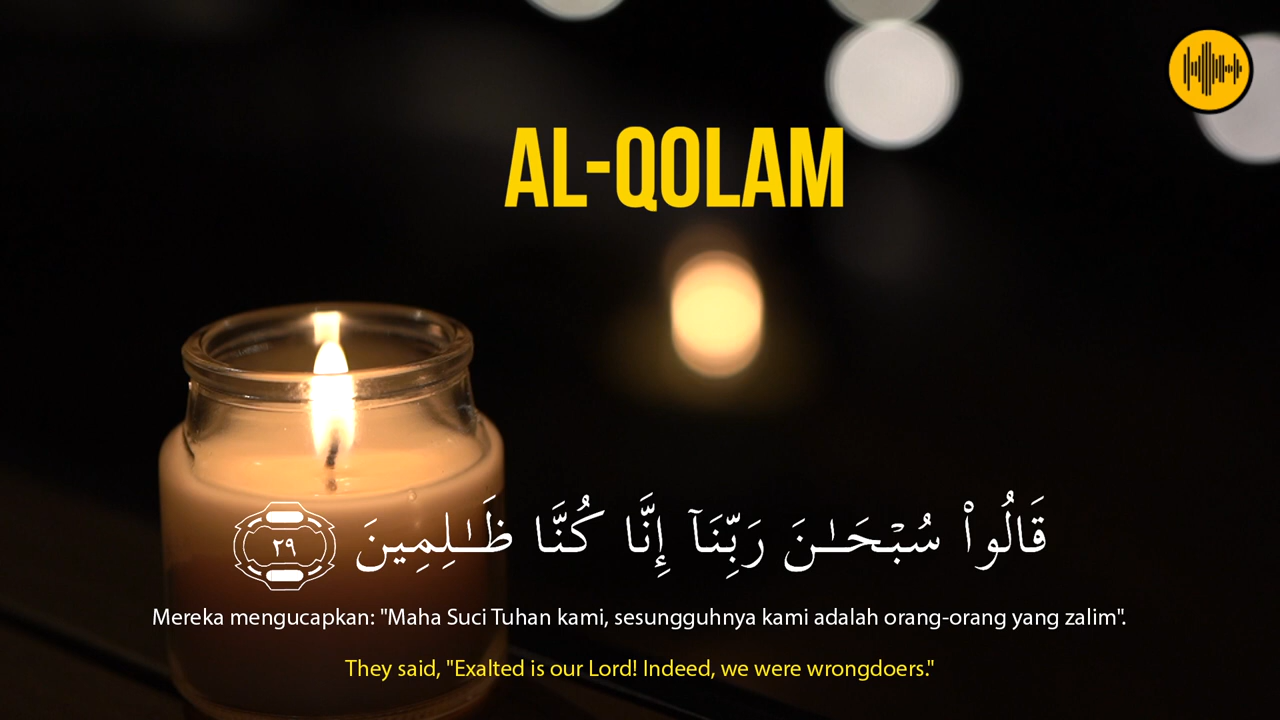 AL-QOLAM
قَالُوا۟ سُبْحَـٰنَ رَبِّنَآ إِنَّا كُنَّا ظَـٰلِمِينَ ٢٩
Mereka mengucapkan: "Maha Suci Tuhan kami, sesungguhnya kami adalah orang-orang yang zalim".
They said, "Exalted is our Lord! Indeed, we were wrongdoers."